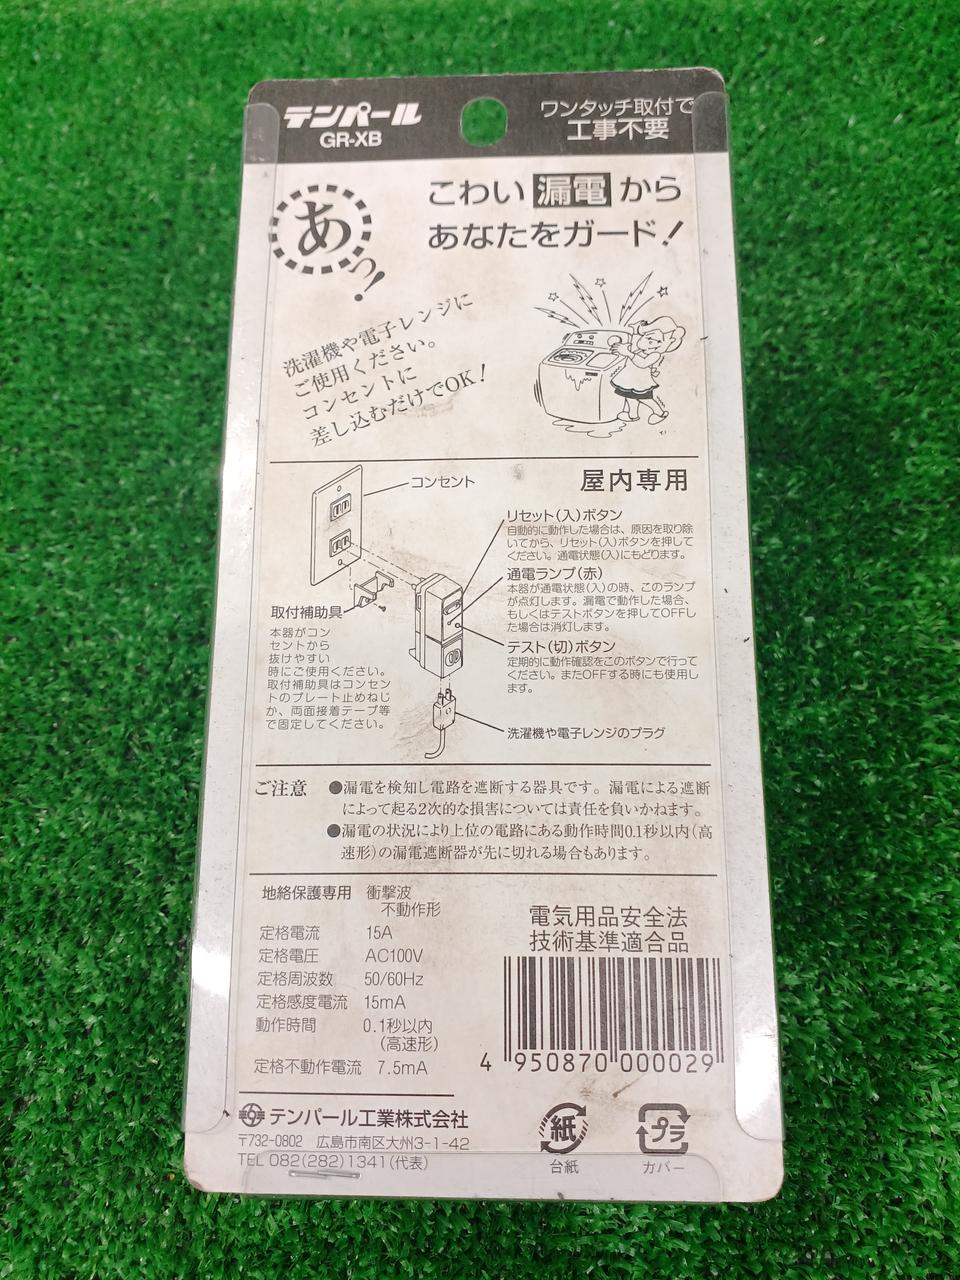 テンパール
GR-XB
ワンタッチ取付で
工事不要
あっ!
こわい漏電から
あなたをガード!
洗濯機や電子レンジに
ご使用ください。
コンセントに
差し込むだけでOK!
屋内専用
コンセント
リセット(入)ボタン
自動的に動作した場合は、原因を取り除
いてから、リセット(入)ボタンを押して
ください。通電状態(入)にもどります。
通電ランプ(赤)
本器が通電状態(入)の時、このランプ
が点灯します。漏電で動作した場合、
もしくはテストボタンを押してOFFし
た場合は消灯します。
テスト(切)ボタン
定期的に動作確認をこのボタンで行って
ください。またOFFする時にも使用し
ます。
取付補助具
本器がコン
セントから
抜けやすい
時にご使用ください。
取付補助具はコンセン
トのプレート止めねじ
か、両面接着テープ等
で固定してください。
洗濯機や電子レンジのプラグ
ご注意
●漏電を検知し電路を遮断する器具です。漏電による遮断
によって起る2次的な損害については責任を負いかねます。
●漏電の状況により上位の電路にある動作時間0.1秒以内(高
速形)の漏電遮断器が先に切れる場合もあります。
地絡保護専用 衝撃波
不動作形
定格電流 15A
定格電圧 AC100V
定格周波数 50/60Hz
定格感度電流 15mA
動作時間 0.1秒以内
(高速形)
定格不動作電流 7.5mA
電気用品安全法
技術基準適合品
4 950870 000029
テンパール工業株式会社
〒732-0802 広島市南区大州3-1-42
TEL 082(282)1341(代表)
紙
台紙
プラ
カバー